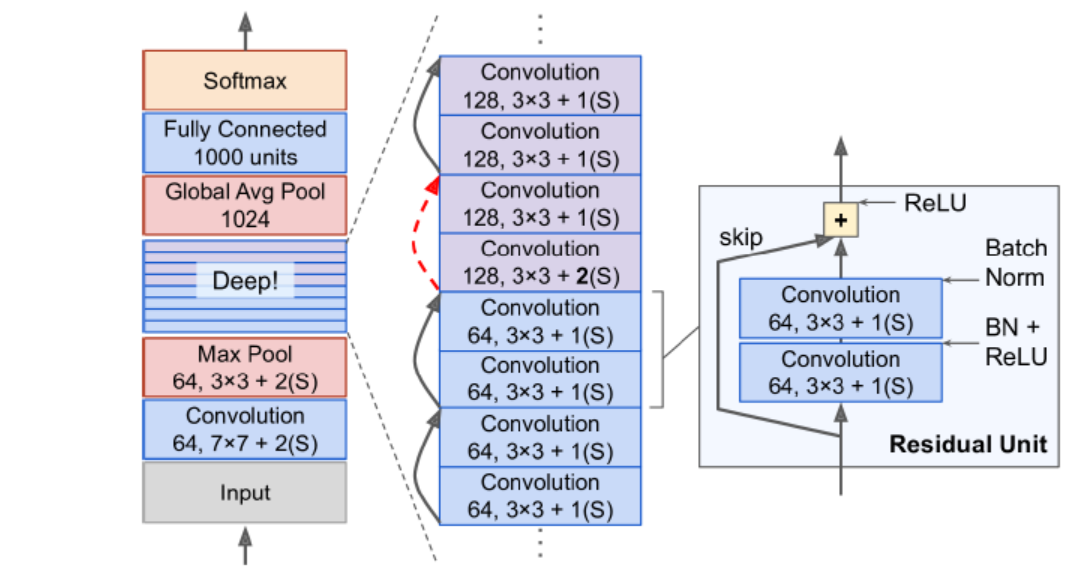 Softmax
Fully Connected
1000 units
Global Avg Pool
1024
Deep!
Max Pool
64, 3×3 + 2(S)
Convolution
64, 7×7 + 2(S)
Input
Convolution
128, 3×3 + 1(S)
Convolution
128, 3×3 + 1(S)
Convolution
128, 3×3 + 1(S)
Convolution
128, 3×3 + 2(S)
Convolution
64, 3×3 + 1(S)
Convolution
64, 3×3 + 1(S)
Convolution
64, 3×3 + 1(S)
Convolution
64, 3×3 + 1(S)
ReLU
+
skip
Batch
Norm
Convolution
64, 3×3 + 1(S)
BN +
ReLU
Convolution
64, 3×3 + 1(S)
Residual Unit